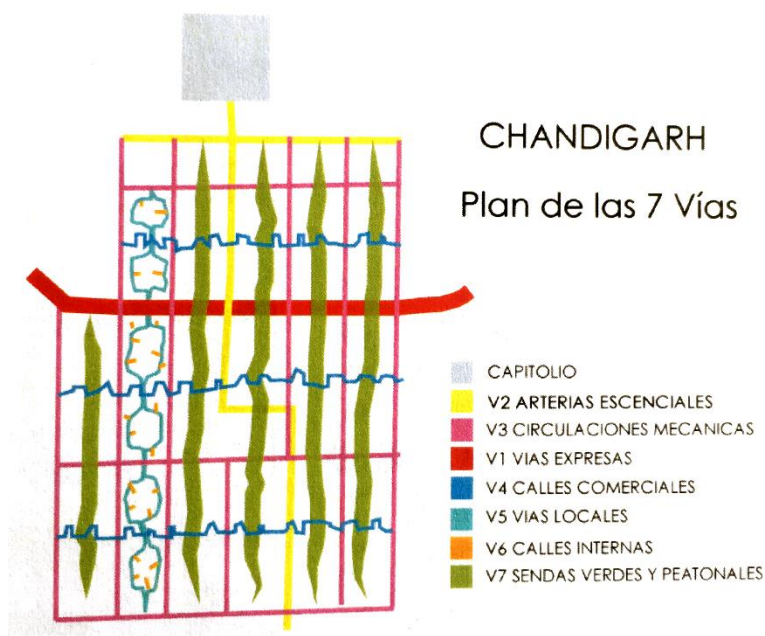 CHANDIGARH
Plan de las 7 Vías
CAPITOLIO
V2 ARTERIAS ESCENCIALES
V3 CIRCULACIONES MECANICAS
V1 VIAS EXPRESAS
V4 CALLES COMERCIALES
V5 VIAS LOCALES
V6 CALLES INTERNAS
V7 SENDAS VERDES Y PEATONALES